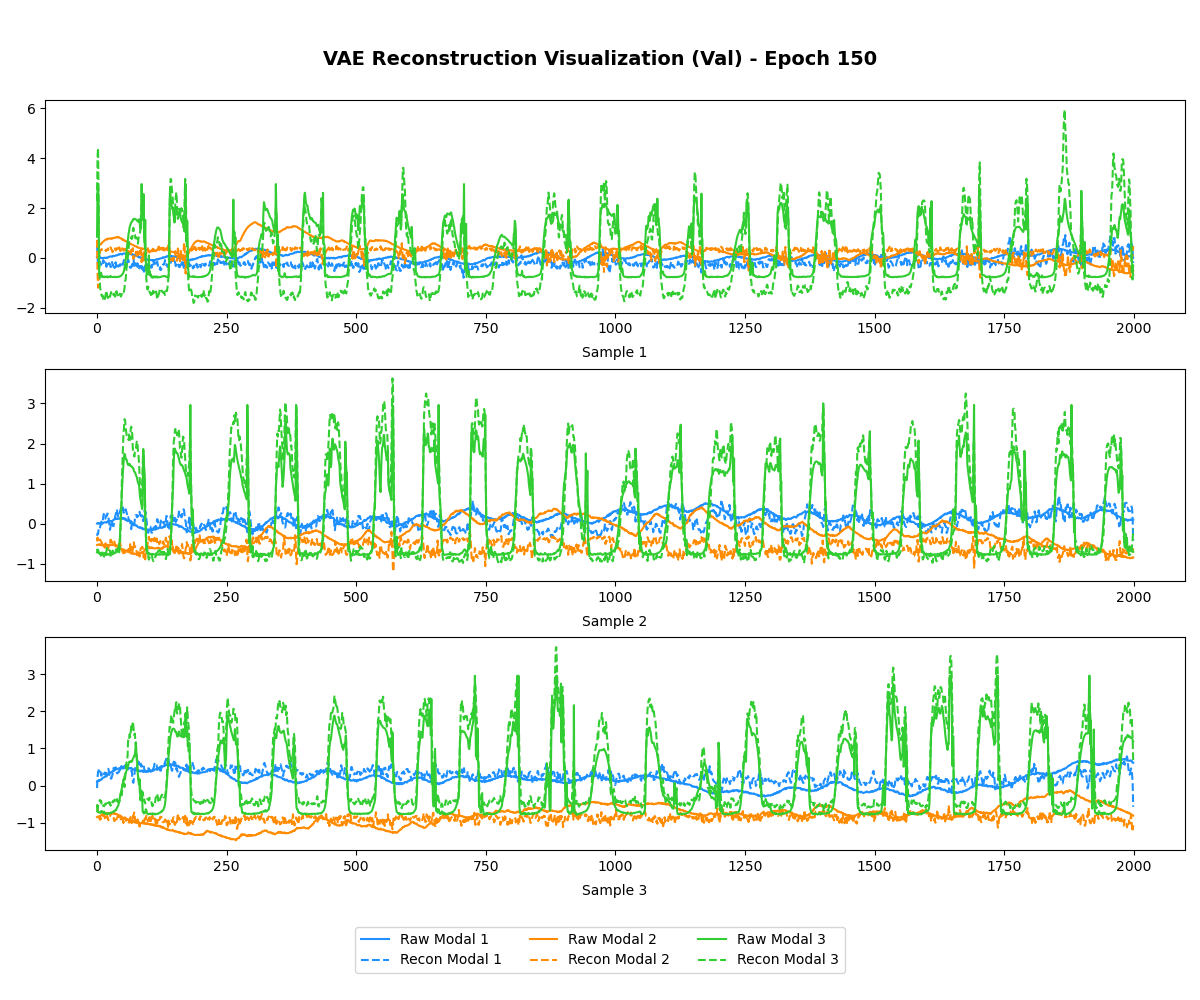 VAE Reconstruction Visualization (Val) - Epoch 150
6
4
2
0
−2
0 250 500 750 1000 1250 1500 1750 2000
Sample 1
3
2
1
0
−1
0 250 500 750 1000 1250 1500 1750 2000
Sample 2
3
2
1
0
−1
0 250 500 750 1000 1250 1500 1750 2000
Sample 3
Raw Modal 1 Raw Modal 2 Raw Modal 3
Recon Modal 1 Recon Modal 2 Recon Modal 3